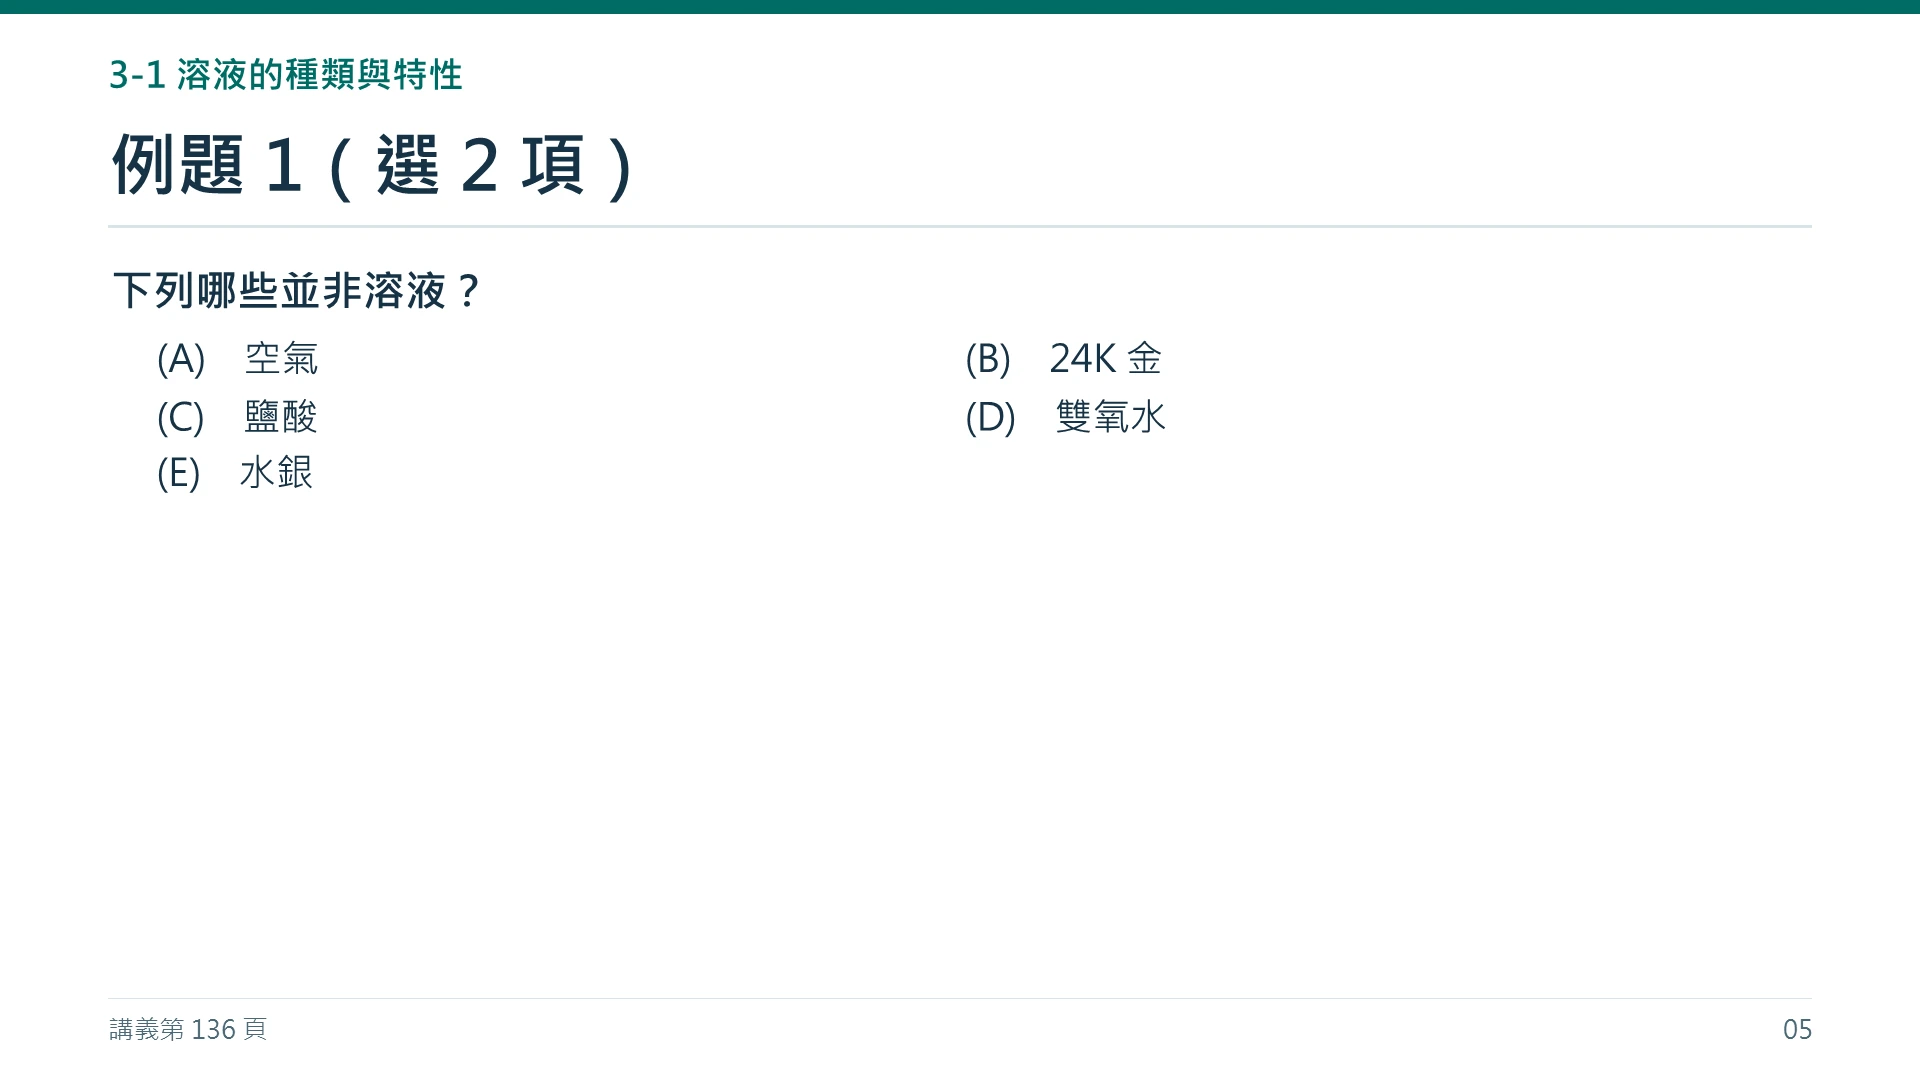 3-1 溶液的種類與特性
例題 1（選 2 項）
下列哪些並非溶液？
(A) 空氣
(B) 24K 金
(C) 鹽酸
(D) 雙氧水
(E) 水銀
講義第 136 頁
05